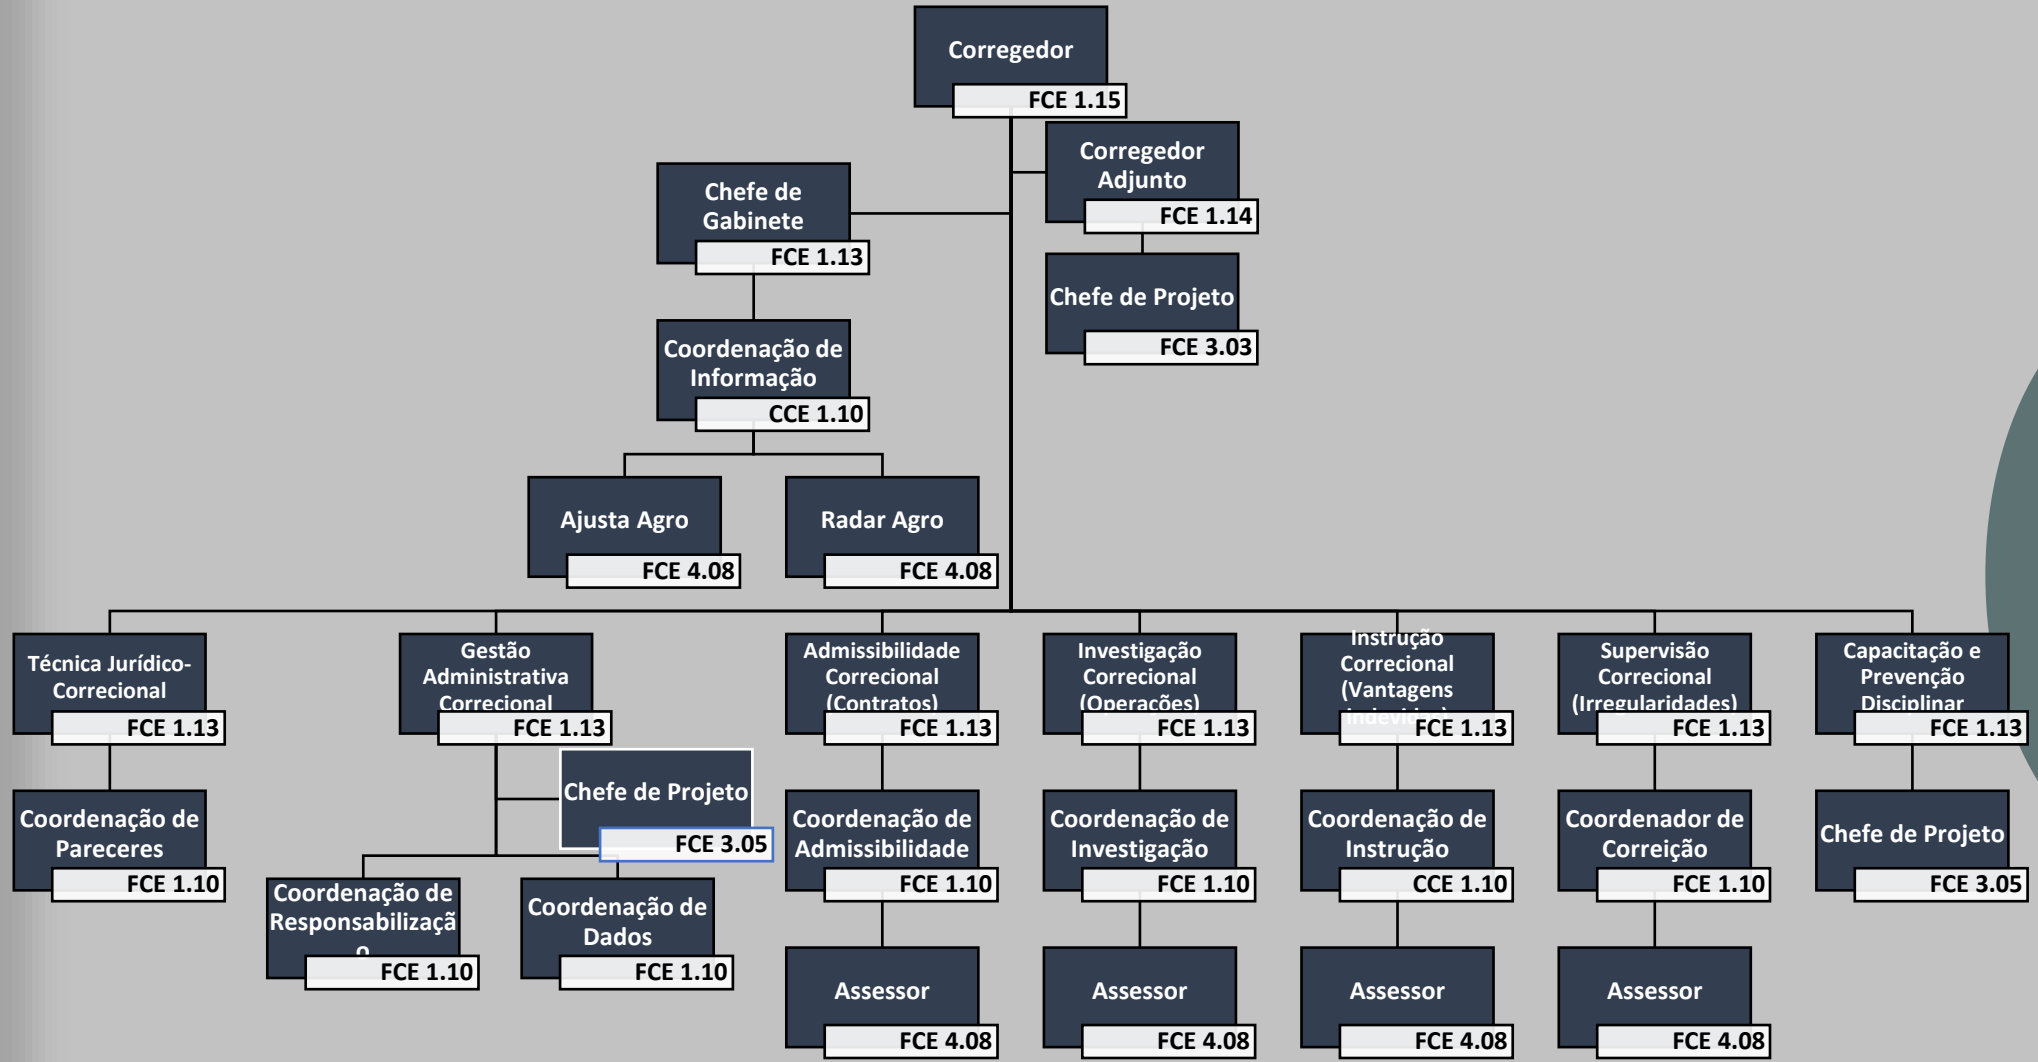 Corregedor
FCE 1.15
Corregedor
Adjunto
FCE 1.14
Chefe de
Gabinete
FCE 1.13
Chefe de Projeto
FCE 3.03
Coordenação de
Informação
CCE 1.10
Ajusta Agro
FCE 4.08
Radar Agro
FCE 4.08
Técnica Jurídico-
Correcional
FCE 1.13
Gestão
Administrativa
Correcional
FCE 1.13
Admissibilidade
Correcional
(Contratos)
FCE 1.13
Investigação
Correcional
(Operações)
FCE 1.13
Instrução
Correcional
(Vantagens
Indevidas)
FCE 1.13
Supervisão
Correcional
(Irregularidades)
FCE 1.13
Capacitação e
Prevenção
Disciplinar
FCE 1.13
Coordenação de
Pareceres
FCE 1.10
Chefe de Projeto
FCE 3.05
Coordenação de
Responsabilizaçã
o
FCE 1.10
Coordenação de
Dados
FCE 1.10
Coordenação de
Admissibilidade
FCE 1.10
Coordenação de
Investigação
FCE 1.10
Coordenação de
Instrução
CCE 1.10
Coordenador de
Correição
FCE 1.10
Chefe de Projeto
FCE 3.05
Assessor
FCE 4.08
Assessor
FCE 4.08
Assessor
FCE 4.08
Assessor
FCE 4.08